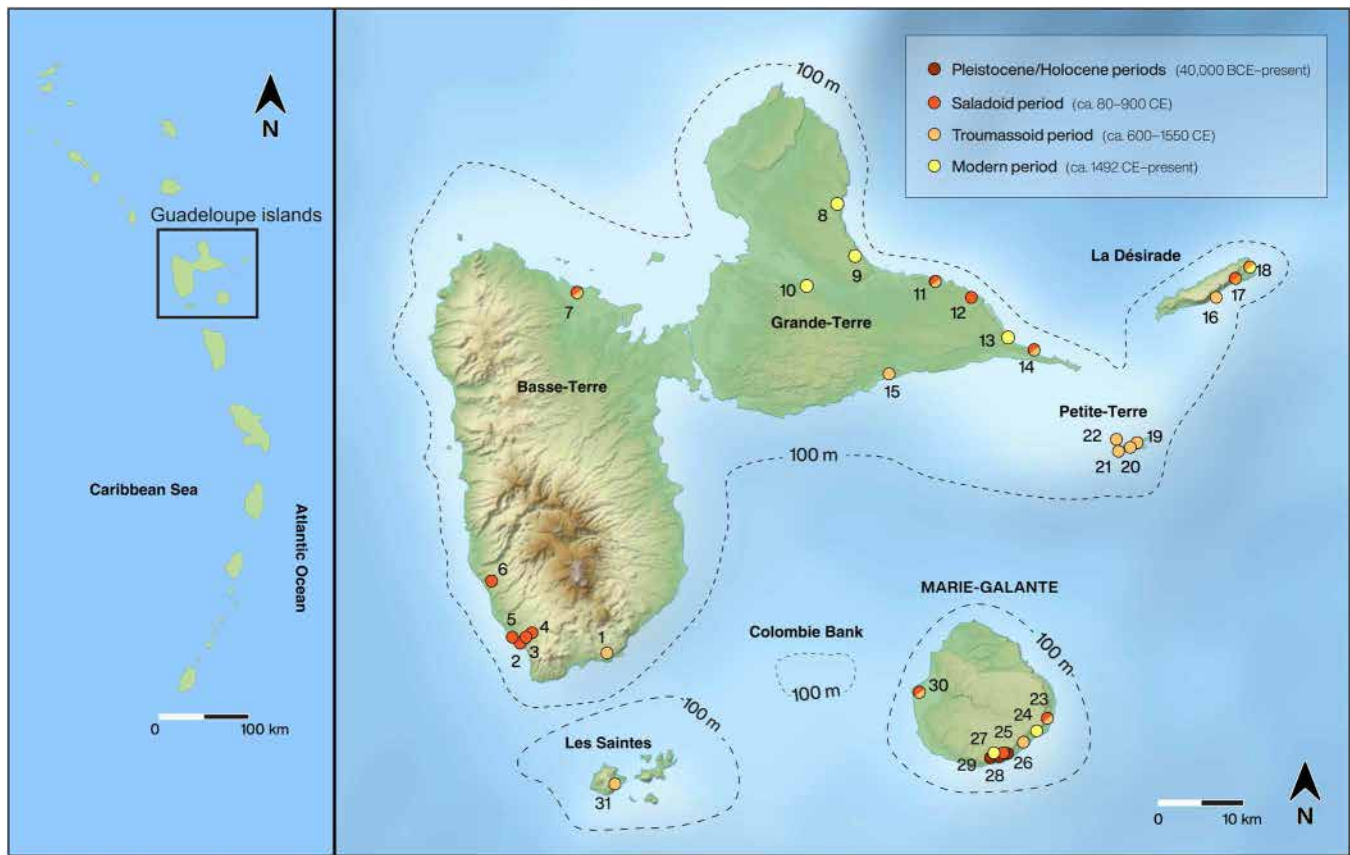 N
Guadeloupe islands
Caribbean Sea
Atlantic Ocean
0 100 km
Pleistocene/Holocene periods (40,000 BCE–present)
Saladoid period (ca. 80–900 CE)
Troumassoid period (ca. 600–1550 CE)
Modern period (ca. 1492 CE–present)
100 m
8
La Désirade
9
18
10
11
17
7
12
16
Grande-Terre
13
14
Basse-Terre
15
Petite-Terre
22 19
100 m
21 20
6
MARIE-GALANTE
5 4
1
Colombie Bank
100 m
2 3
100 m
30
23
100 m
24
Les Saintes
27 25
29 26
28
31
N
0 10 km